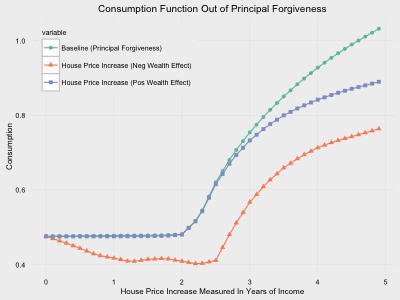 Consumption Function Out of Principal Forgiveness
variable
Baseline (Principal Forgiveness)
House Price Increase (Neg Wealth Effect)
House Price Increase (Pos Wealth Effect)
Consumption
1.0
0.8
0.6
0.4
0 1 2 3 4 5
House Price Increase Measured In Years of Income